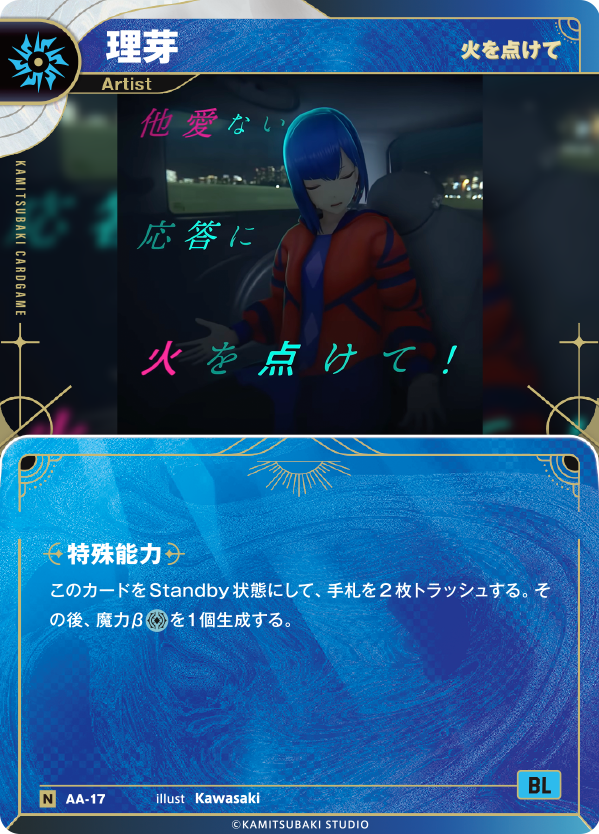 理芽
火を点けて
Artist
KAMITSUBAKI CARDGAME
他愛ない
応答に
火を点けて！
特殊能力
このカードをStandby状態にして、手札を2枚トラッシュする。そ
の後、魔力βを1個生成する。
BL
N AA-17 illust Kawasaki
©KAMITSUBAKI STUDIO